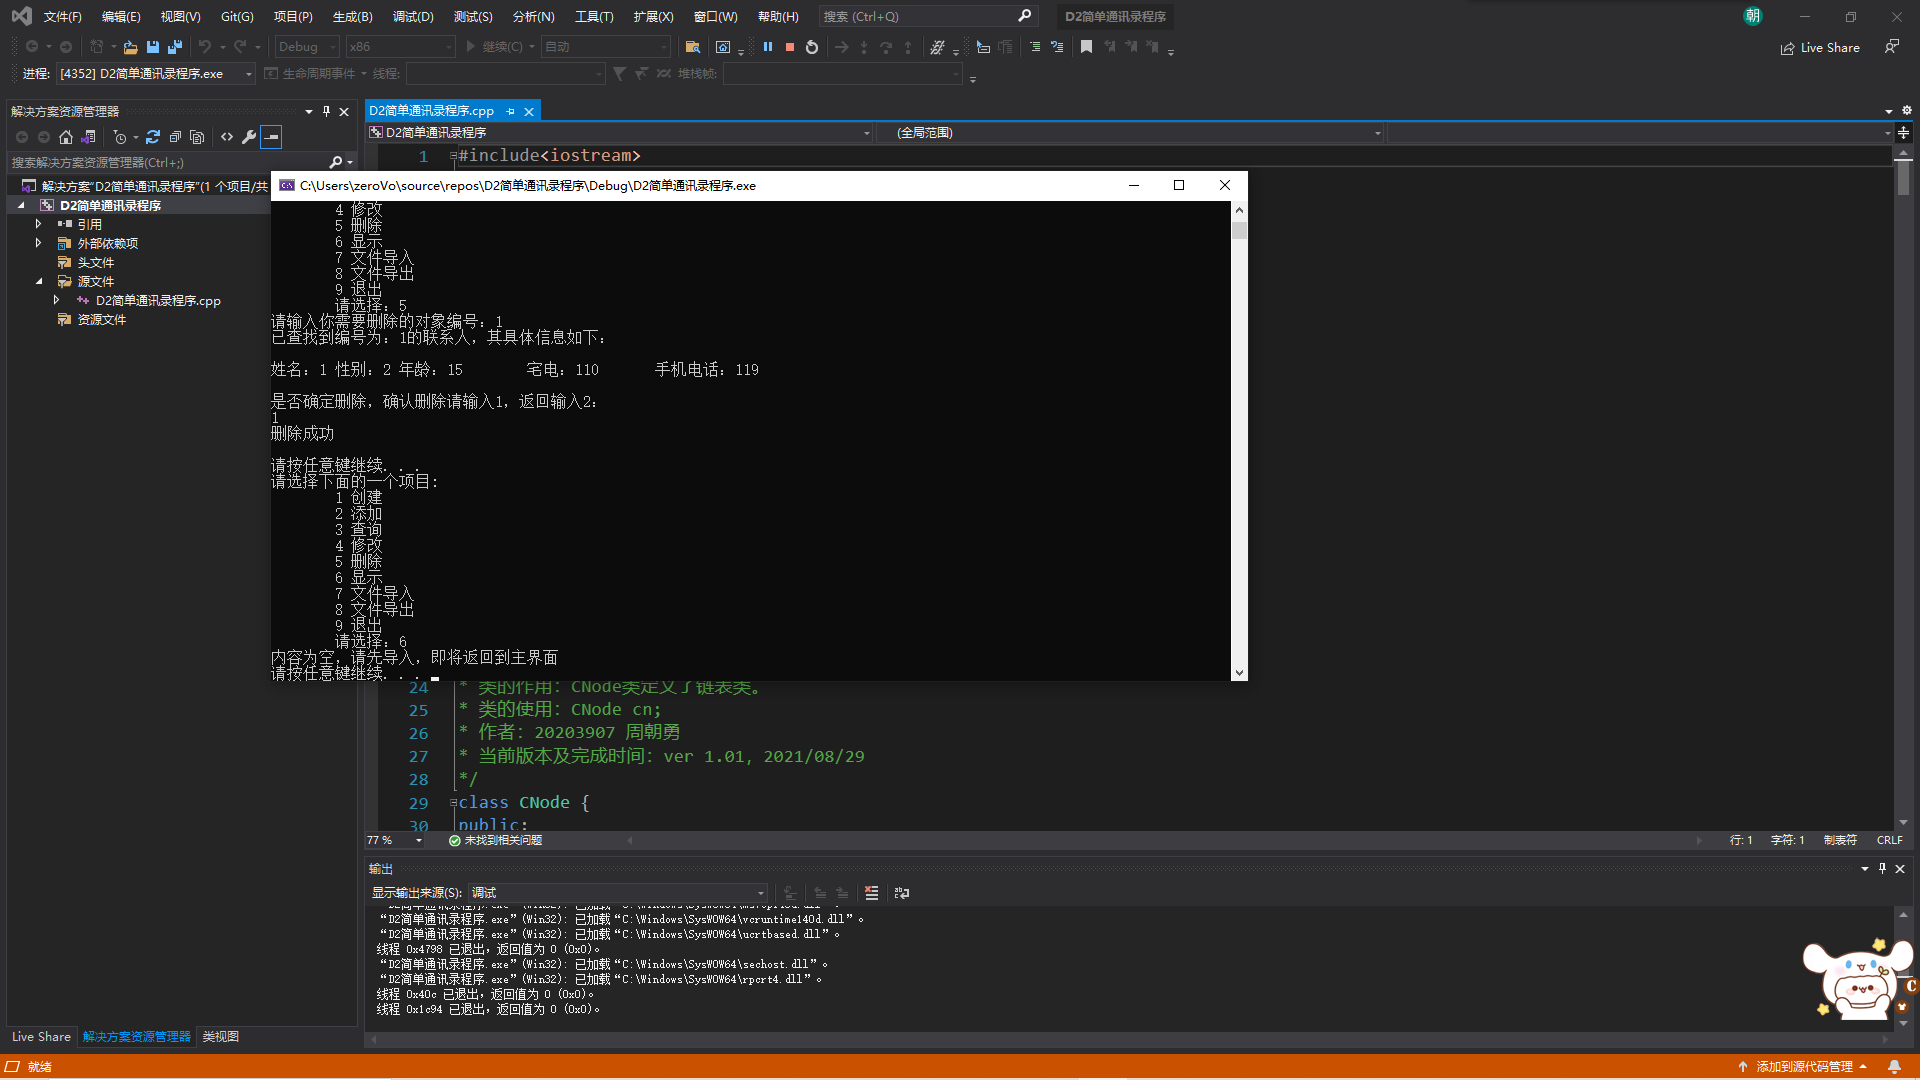 文件(F) 编辑(E) 视图(V) Git(G) 项目(P) 生成(B) 调试(D) 测试(S) 分析(N) 工具(T) 扩展(X) 窗口(W) 帮助(H) 搜索 (Ctrl+Q) D2简单通讯录程序 朝
Debug x86 继续(C) 自动 Live Share
进程: [4352] D2简单通讯录程序.exe 生命周期事件 线程: 堆栈帧:
解决方案资源管理器
搜索解决方案资源管理器(Ctrl+;)
解决方案"D2简单通讯录程序"(1 个项目/共
D2简单通讯录程序
引用
外部依赖项
头文件
源文件
D2简单通讯录程序.cpp
资源文件
Live Share 解决方案资源管理器 类视图
D2简单通讯录程序.cpp
D2简单通讯录程序 (全局范围)
1 #include<iostream>
C:\Users\zeroVo\source\repos\D2简单通讯录程序\Debug\D2简单通讯录程序.exe
4 修改
5 删除
6 显示
7 文件导入
8 文件导出
9 退出
请选择：5
请输入你需要删除的对象编号：1
已查找到编号为：1的联系人，其具体信息如下：
姓名：1 性别：2 年龄：15 宅电：110 手机电话：119
是否确定删除，确认删除请输入1，返回输入2：
1
删除成功
请按任意键继续. . .
请选择下面的一个项目:
1 创建
2 添加
3 查询
4 修改
5 删除
6 显示
7 文件导入
8 文件导出
9 退出
请选择：6
内容为空，请先导入，即将返回到主界面
请按任意键继续. . .
24 * 类的作用：CNode类定义了链表类。
25 * 类的使用：CNode cn;
26 * 作者：20203907 周朝勇
27 * 当前版本及完成时间：ver 1.01, 2021/08/29
28 */
29 class CNode {
30 public:
77 % 未找到相关问题 行: 1 字符: 1 制表符 CRLF
输出
显示输出来源(S): 调试
“D2简单通讯录程序.exe”(Win32): 已加载“C:\Windows\SysWOW64\vcruntime140d.dll”。
“D2简单通讯录程序.exe”(Win32): 已加载“C:\Windows\SysWOW64\ucrtbased.dll”。
线程 0x4798 已退出，返回值为 0 (0x0)。
“D2简单通讯录程序.exe”(Win32): 已加载“C:\Windows\SysWOW64\sechost.dll”。
“D2简单通讯录程序.exe”(Win32): 已加载“C:\Windows\SysWOW64\rpcrt4.dll”。
线程 0x40c 已退出，返回值为 0 (0x0)。
线程 0x1c94 已退出，返回值为 0 (0x0)。
就绪 添加到源代码管理